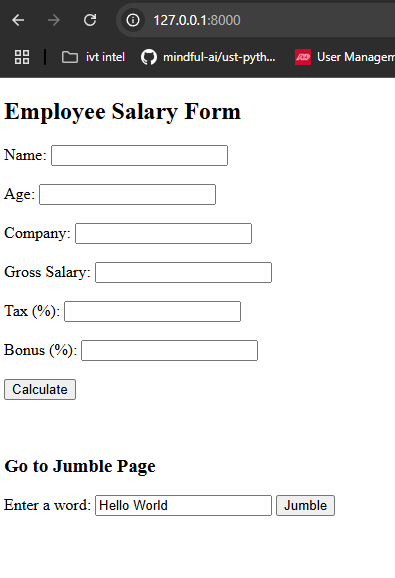 127.0.0.1:8000
ivt intel
mindful-ai/ust-pyth...
ADP
User Managem
Employee Salary Form
Name:
Age:
Company:
Gross Salary:
Tax (%):
Bonus (%):
Calculate
Go to Jumble Page
Enter a word: Hello World Jumble